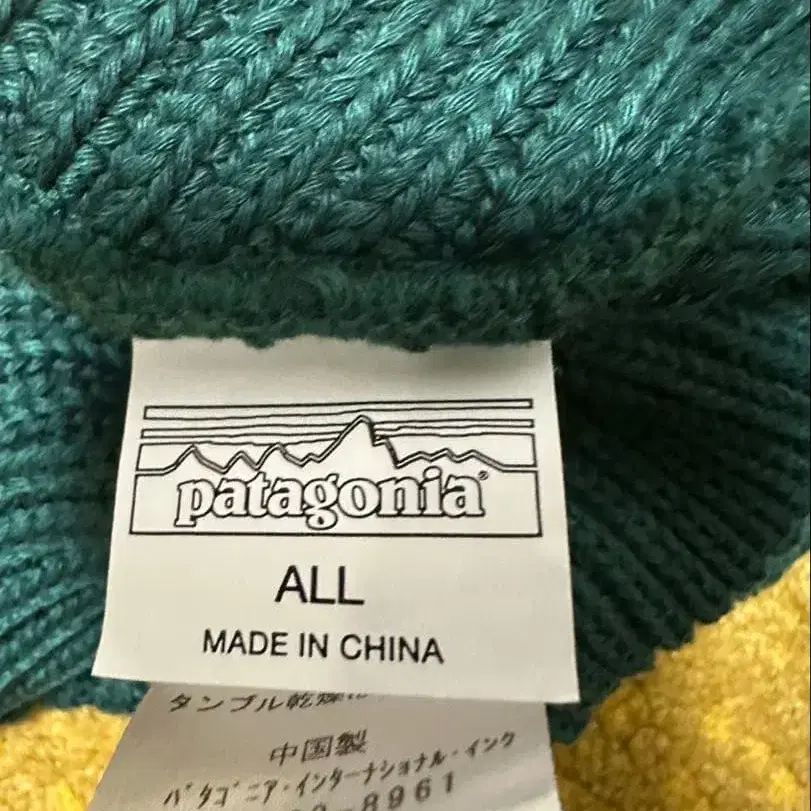 patagonia®
ALL
MADE IN CHINA
タンブル乾燥
中国製
パタゴニア・インターナショナル・インク
-8961